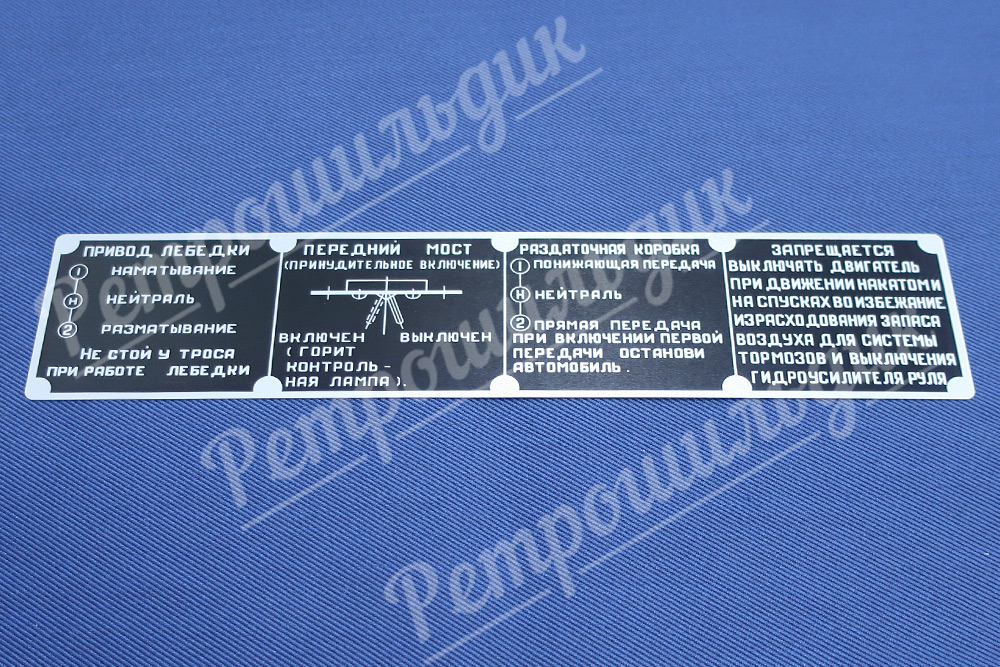 ПРИВОД ЛЕБЕДКИ
1 НАМАТЫВАНИЕ
Н НЕЙТРАЛЬ
2 РАЗМАТЫВАНИЕ
НЕ СТОЙ У ТРОСА
ПРИ РАБОТЕ ЛЕБЕДКИ
ПЕРЕДНИЙ МОСТ
(ПРИНУДИТЕЛЬНОЕ ВКЛЮЧЕНИЕ)
ВКЛЮЧЕН ВЫКЛЮЧЕН
( ГОРИТ
КОНТРОЛЬ-
НАЯ ЛАМПА ).
РАЗДАТОЧНАЯ КОРОБКА
1 ПОНИЖАЮЩАЯ ПЕРЕДАЧА
Н НЕЙТРАЛЬ
2 ПРЯМАЯ ПЕРЕДАЧА
ПРИ ВКЛЮЧЕНИИ ПЕРВОЙ
ПЕРЕДАЧИ ОСТАНОВИ
АВТОМОБИЛЬ.
ЗАПРЕЩАЕТСЯ
ВЫКЛЮЧАТЬ ДВИГАТЕЛЬ
ПРИ ДВИЖЕНИИ НАКАТОМ И
НА СПУСКАХ ВО ИЗБЕЖАНИЕ
ИЗРАСХОДОВАНИЯ ЗАПАСА
ВОЗДУХА ДЛЯ СИСТЕМЫ
ТОРМОЗОВ И ВЫКЛЮЧЕНИЯ
ГИДРОУСИЛИТЕЛЯ РУЛЯ
Ретрошильдик
Ретрошильдик
Ретрошильдик